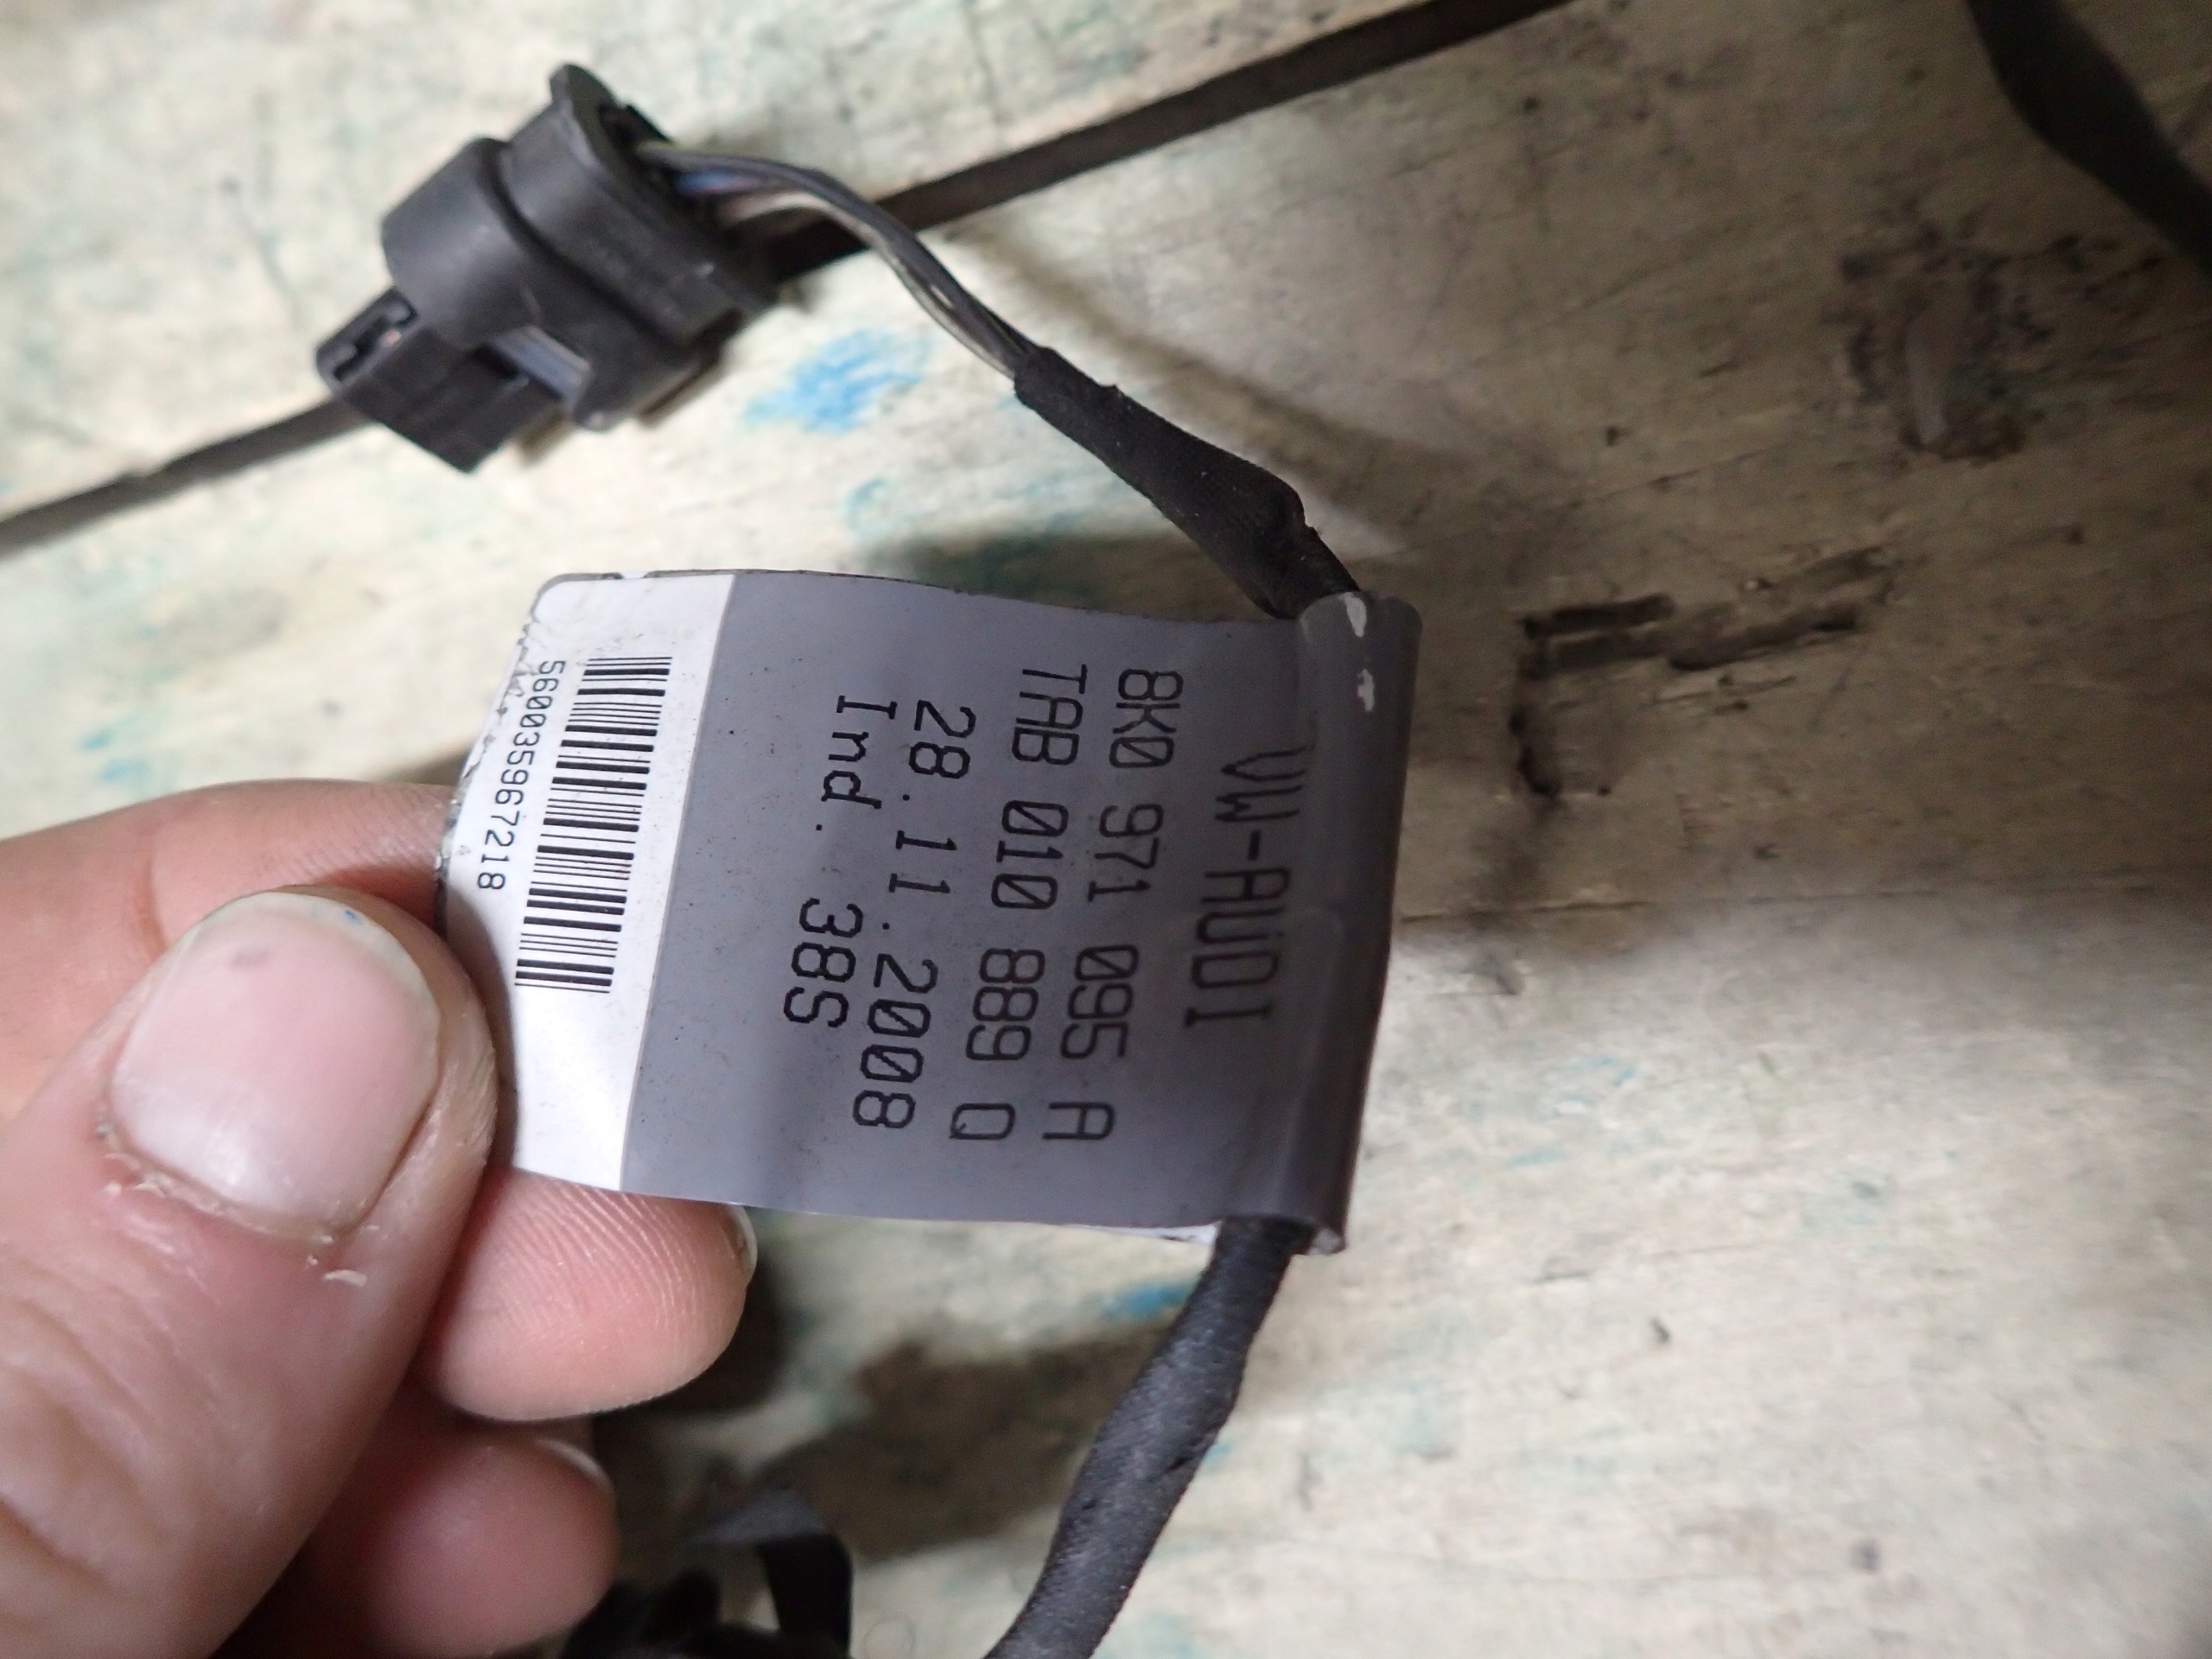 VW-AUDI
8K0 971 095 A
TAB 010 889 Q
28.11.2008
Ind. 38S
5600359672​18